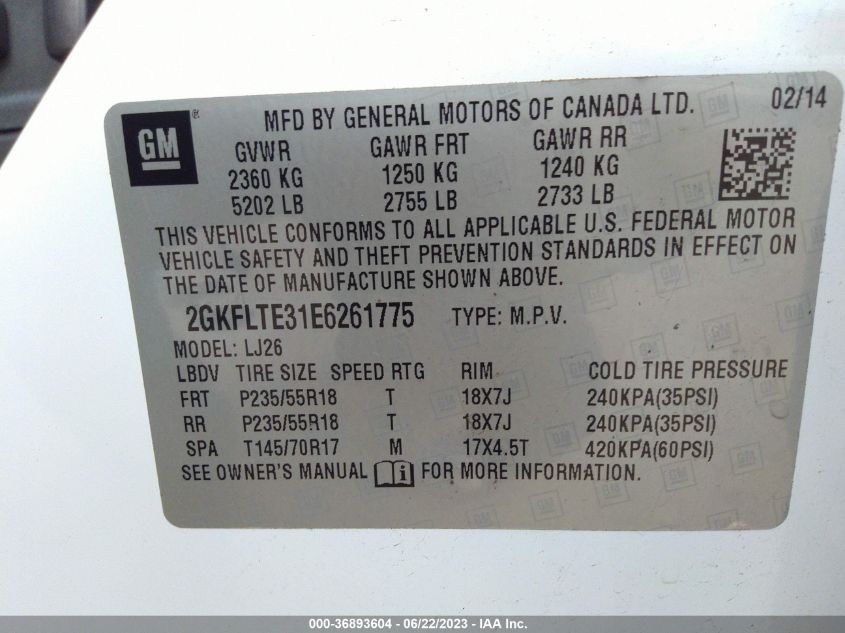 GM ®
MFD BY GENERAL MOTORS OF CANADA LTD. 02/14
GVWR GAWR FRT GAWR RR
2360 KG 1250 KG 1240 KG
5202 LB 2755 LB 2733 LB
THIS VEHICLE CONFORMS TO ALL APPLICABLE U.S. FEDERAL MOTOR
VEHICLE SAFETY AND THEFT PREVENTION STANDARDS IN EFFECT ON
THE DATE OF MANUFACTURE SHOWN ABOVE.
2GKFLTE31E6261775 TYPE: M.P.V.
MODEL: LJ26
LBDV TIRE SIZE SPEED RTG RIM COLD TIRE PRESSURE
FRT P235/55R18 T 18X7J 240KPA(35PSI)
RR P235/55R18 T 18X7J 240KPA(35PSI)
SPA T145/70R17 M 17X4.5T 420KPA(60PSI)
SEE OWNER'S MANUAL i FOR MORE INFORMATION.
000-36893604 - 06/22/2023 - IAA Inc.